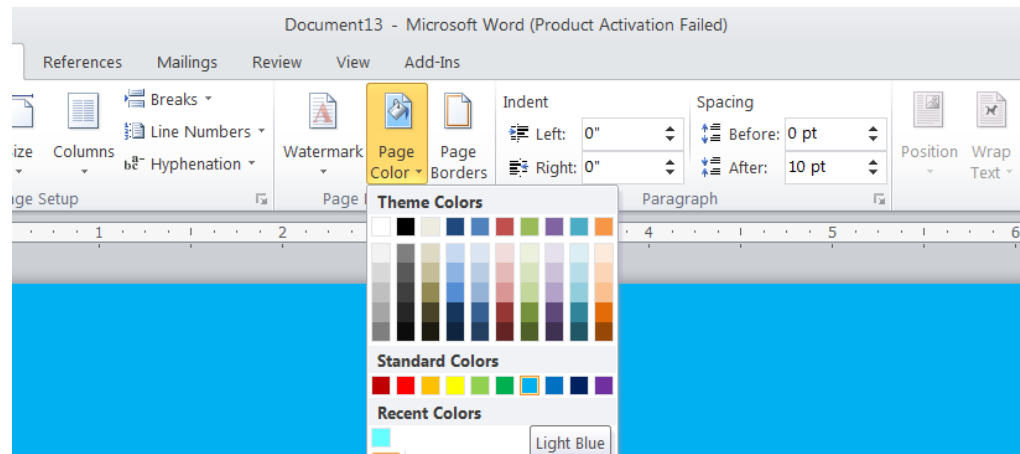 Document13 - Microsoft Word (Product Activation Failed)
References Mailings Review View Add-Ins
Breaks
Line Numbers
Hyphenation
Columns
Watermark
Page Color
Page Borders
Indent
Left: 0"
Right: 0"
Spacing
Before: 0 pt
After: 10 pt
Position
Wrap Text
Setup
Page
Paragraph
Theme Colors
1 2 4 5 6
Standard Colors
Recent Colors
Light Blue